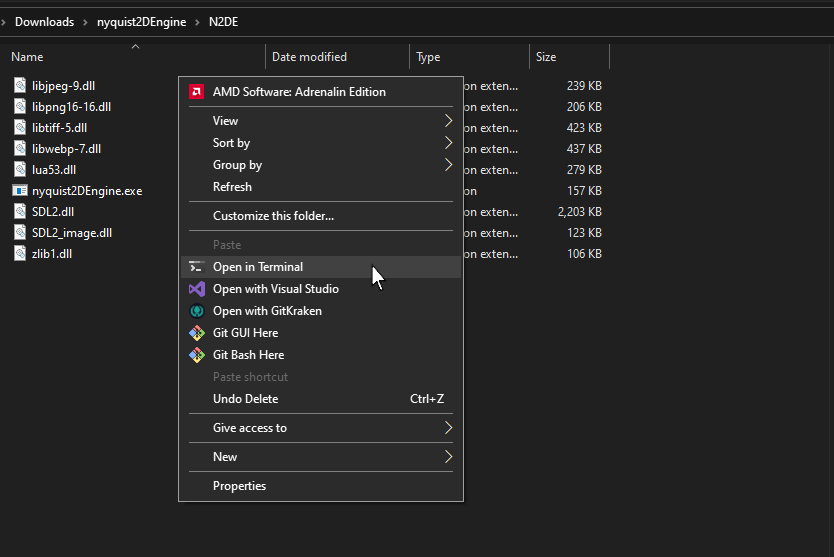 Downloads > nyquist2DEngine > N2DE
Name Date modified Type Size
libjpeg-9.dll on exten... 239 KB
libpng16-16.dll on exten... 206 KB
libtiff-5.dll on exten... 423 KB
libwebp-7.dll on exten... 437 KB
lua53.dll on exten... 279 KB
nyquist2DEngine.exe on 157 KB
SDL2.dll on exten... 2,203 KB
SDL2_image.dll on exten... 123 KB
zlib1.dll on exten... 106 KB
AMD Software: Adrenalin Edition
View
Sort by
Group by
Refresh
Customize this folder...
Paste
Open in Terminal
Open with Visual Studio
Open with GitKraken
Git GUI Here
Git Bash Here
Paste shortcut
Undo Delete Ctrl+Z
Give access to
New
Properties